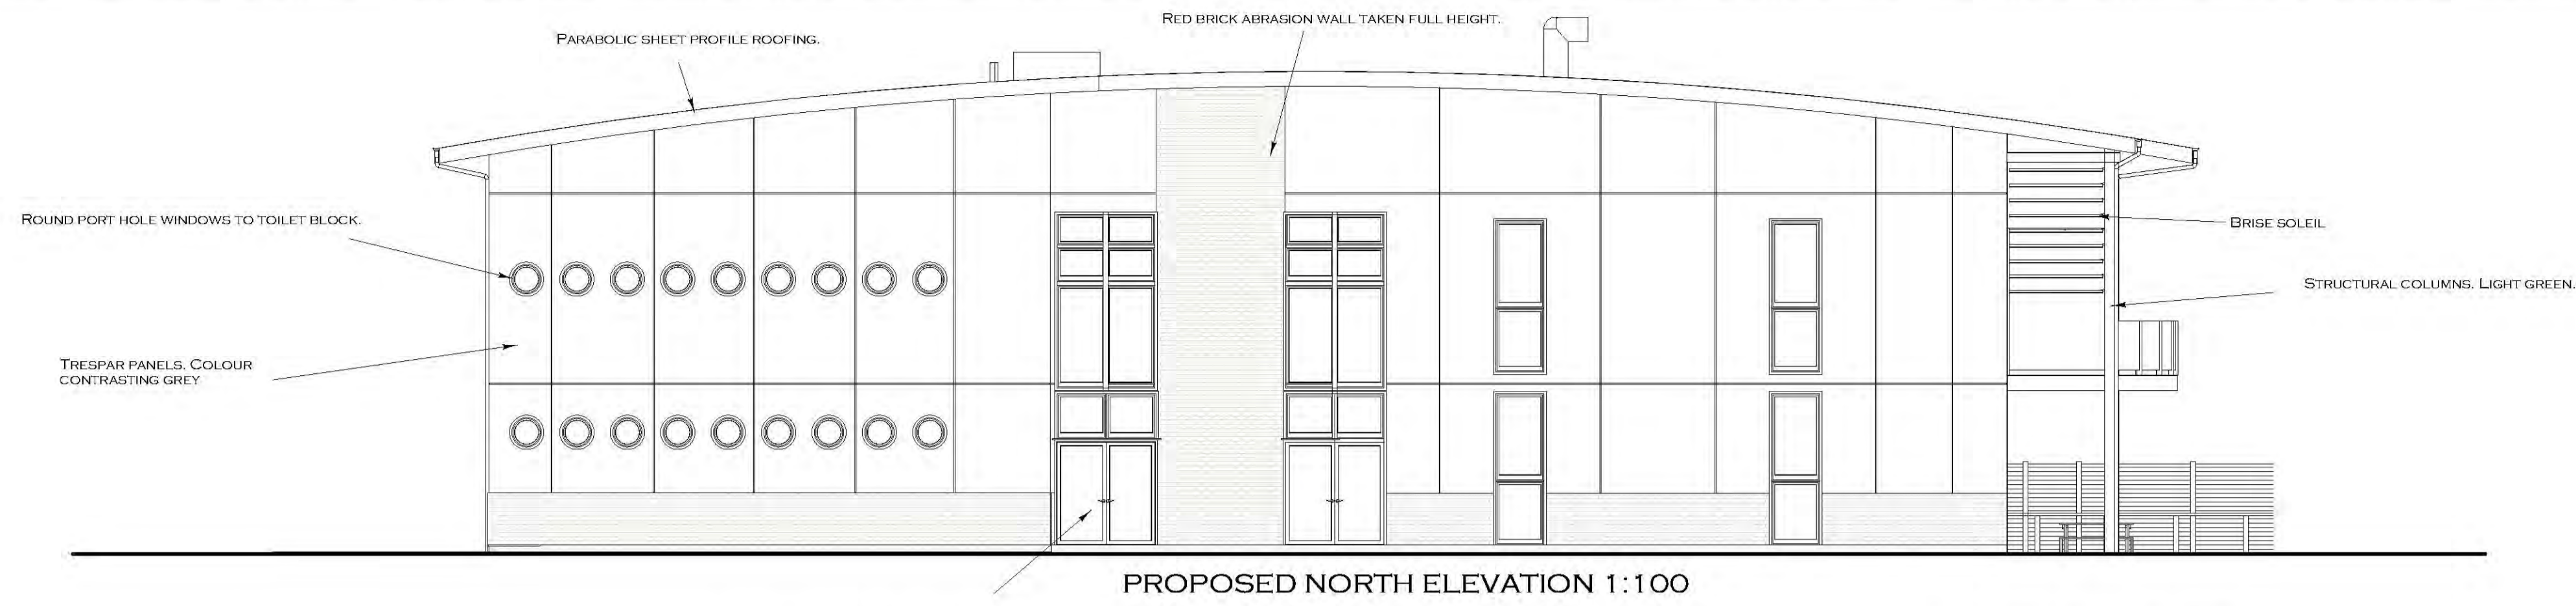 RED BRICK ABRASION WALL TAKEN FULL HEIGHT.
PARABOLIC SHEET PROFILE ROOFING.
ROUND PORT HOLE WINDOWS TO TOILET BLOCK.
BRISE SOLEIL
STRUCTURAL COLUMNS. LIGHT GREEN.
TRESPAR PANELS. COLOUR
CONTRASTING GREY
PROPOSED NORTH ELEVATION 1:100